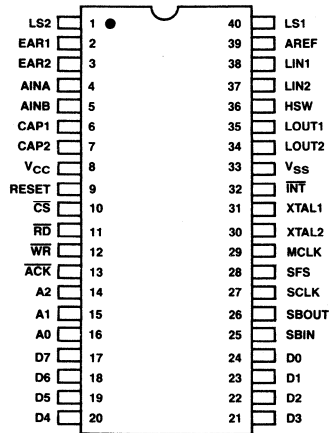 LS2 1 40 LS1
EAR1 2 39 AREF
EAR2 3 38 LIN1
AINA 4 37 LIN2
AINB 5 36 HSW
CAP1 6 35 LOUT1
CAP2 7 34 LOUT2
VCC 8 33 VSS
RESET 9 32 INT
CS 10 31 XTAL1
RD 11 30 XTAL2
WR 12 29 MCLK
ACK 13 28 SFS
A2 14 27 SCLK
A1 15 26 SBOUT
A0 16 25 SBIN
D7 17 24 D0
D6 18 23 D1
D5 19 22 D2
D4 20 21 D3